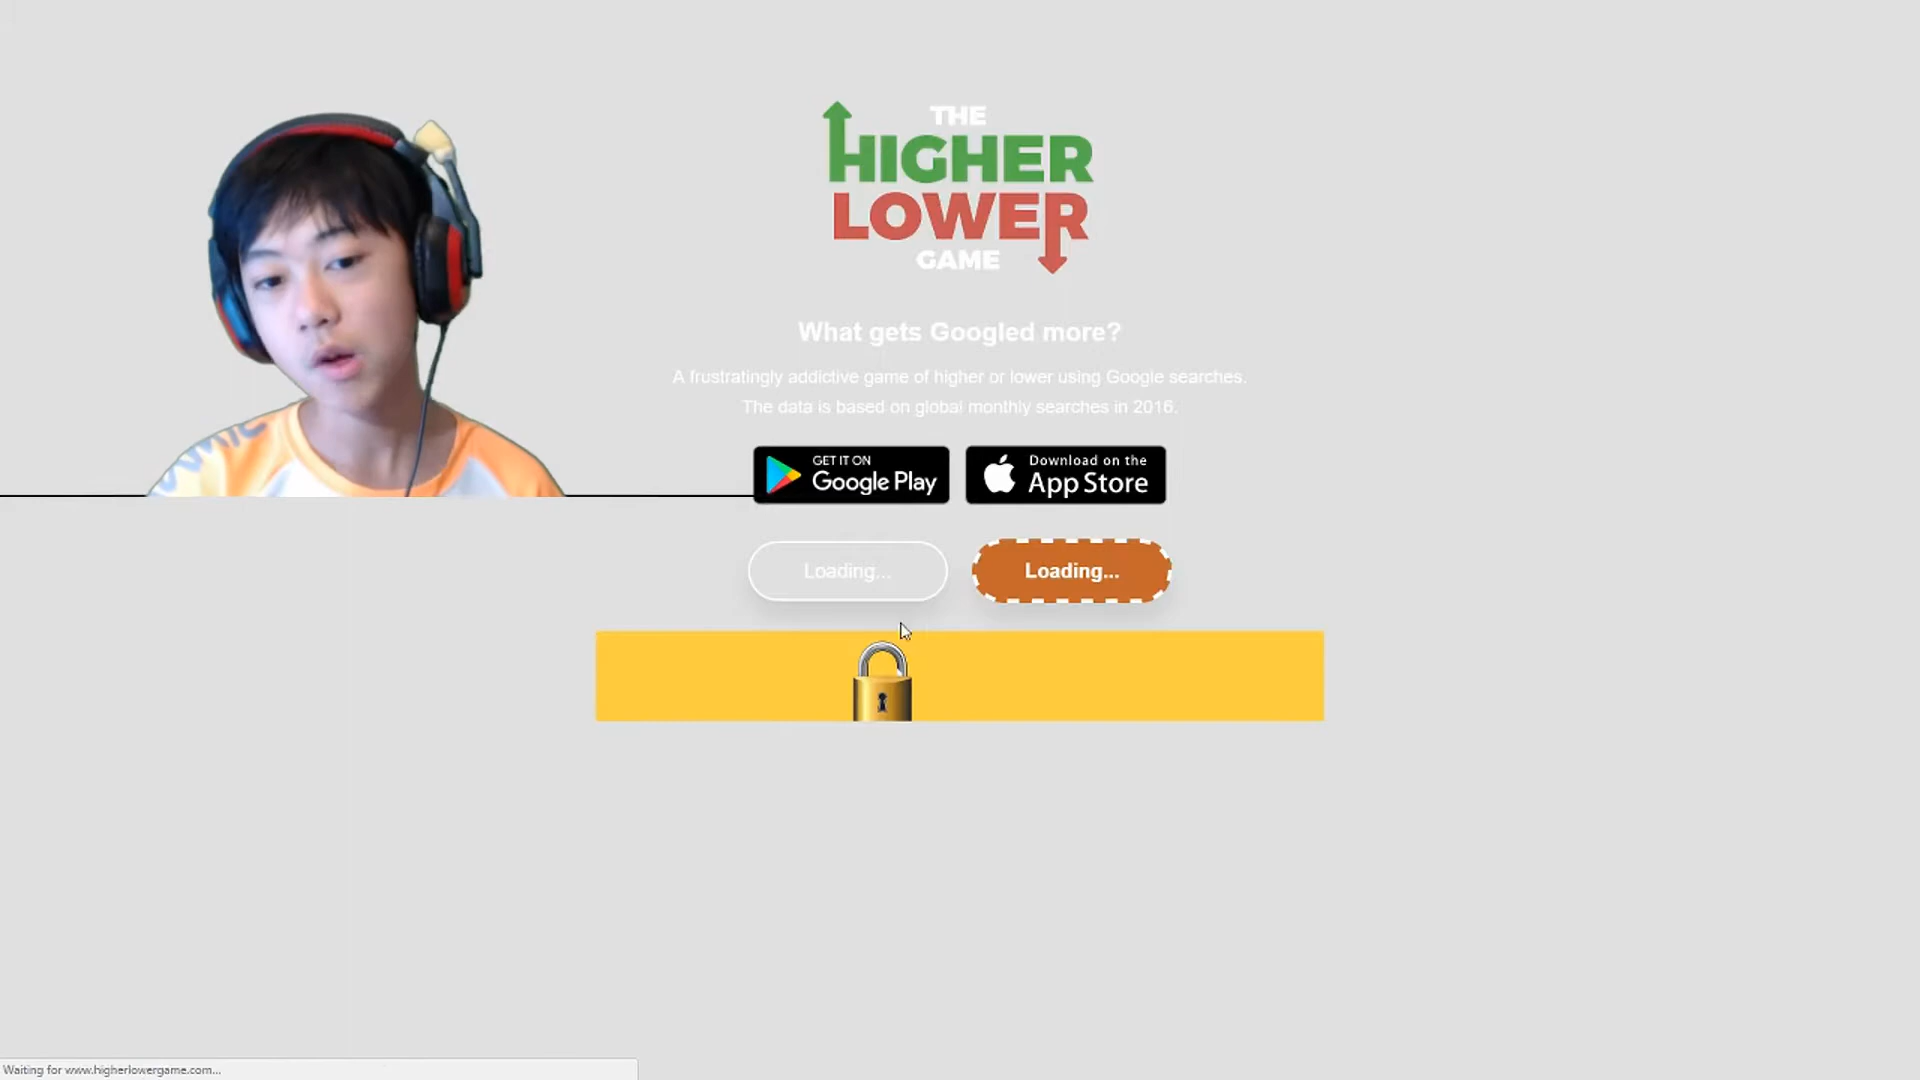 THE
HIGHER
LOWER
GAME
What gets Googled more?
A frustratingly addictive game of higher or lower using Google searches.
The data is based on global monthly searches in 2016.
GET IT ON
Google Play
Download on the
App Store
Loading...
Loading...
Waiting for www.higherlowergame.com...